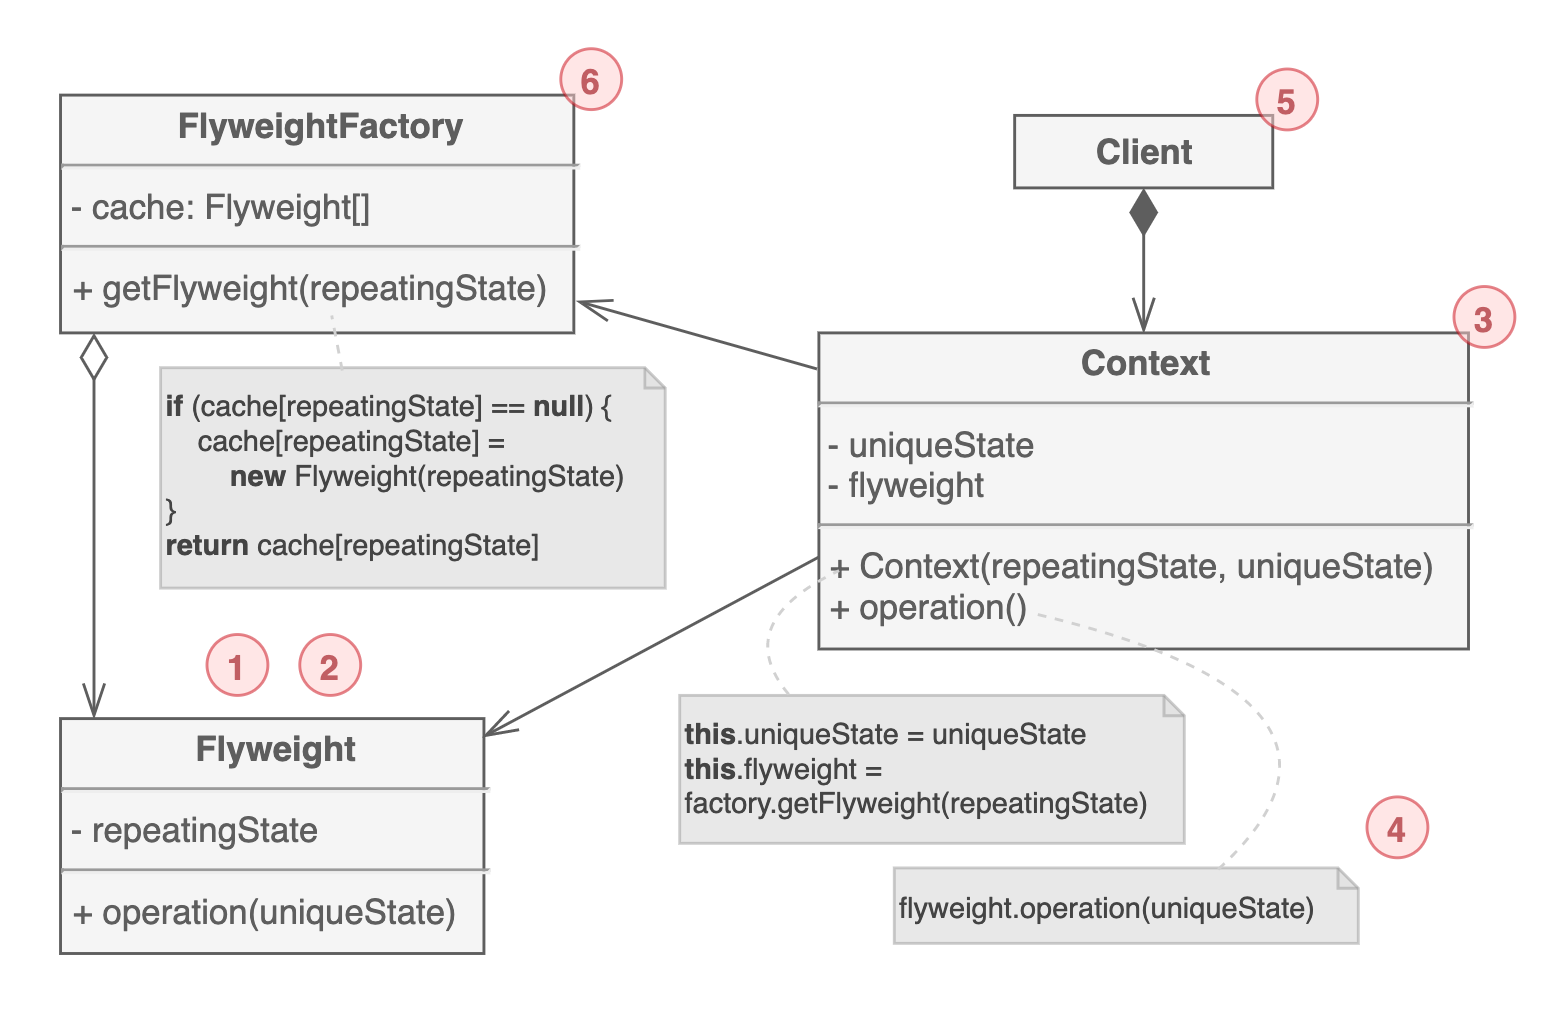 6
FlyweightFactory
- cache: Flyweight[]
+ getFlyweight(repeatingState)
if (cache[repeatingState] == null) {
cache[repeatingState] =
new Flyweight(repeatingState)
}
return cache[repeatingState]
5
Client
3
Context
- uniqueState
- flyweight
+ Context(repeatingState, uniqueState)
+ operation()
1
2
Flyweight
- repeatingState
+ operation(uniqueState)
this.uniqueState = uniqueState
this.flyweight =
factory.getFlyweight(repeatingState)
4
flyweight.operation(uniqueState)